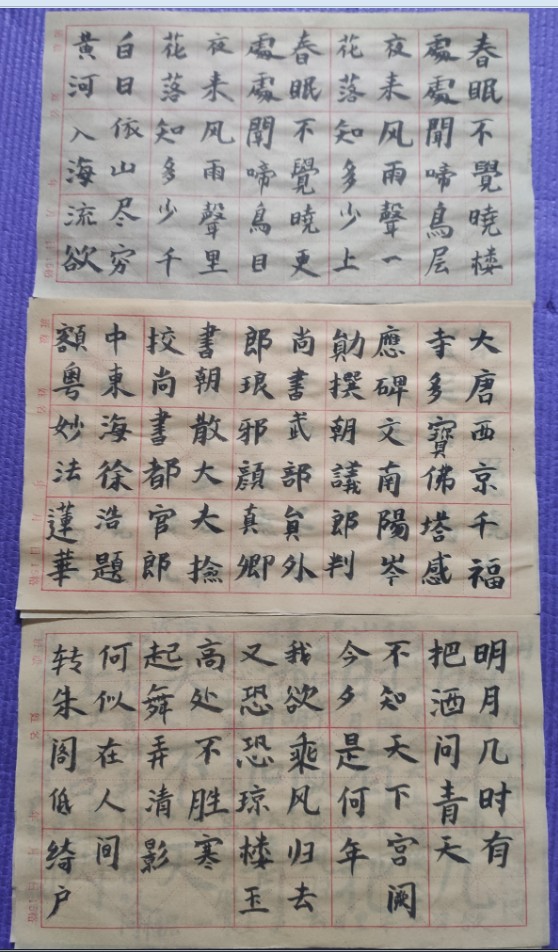 春眠不覺曉楼
處處聞啼鳥层
夜来风雨聲一
花落知多少上
春眠不覺曉更
處處聞啼鳥目
夜来风雨聲里
花落知多少千
白日依山尽穷
黄河入海流欲
大唐西京千福
寺多寶佛塔感
應碑文南陽岑
勛撰朝議郎判
尚書武部員外
郎琅邪顔真卿
書朝散大大撿
挍尚書都官郎
中東海徐浩題
額粤妙法蓮華
明月几时有
把酒问青天
不知天下宫阙
今夕是何年
我欲乘风归去
又恐恐琼楼玉
高处不胜寒
起舞弄清影
何似在人间
转朱阁低绮户